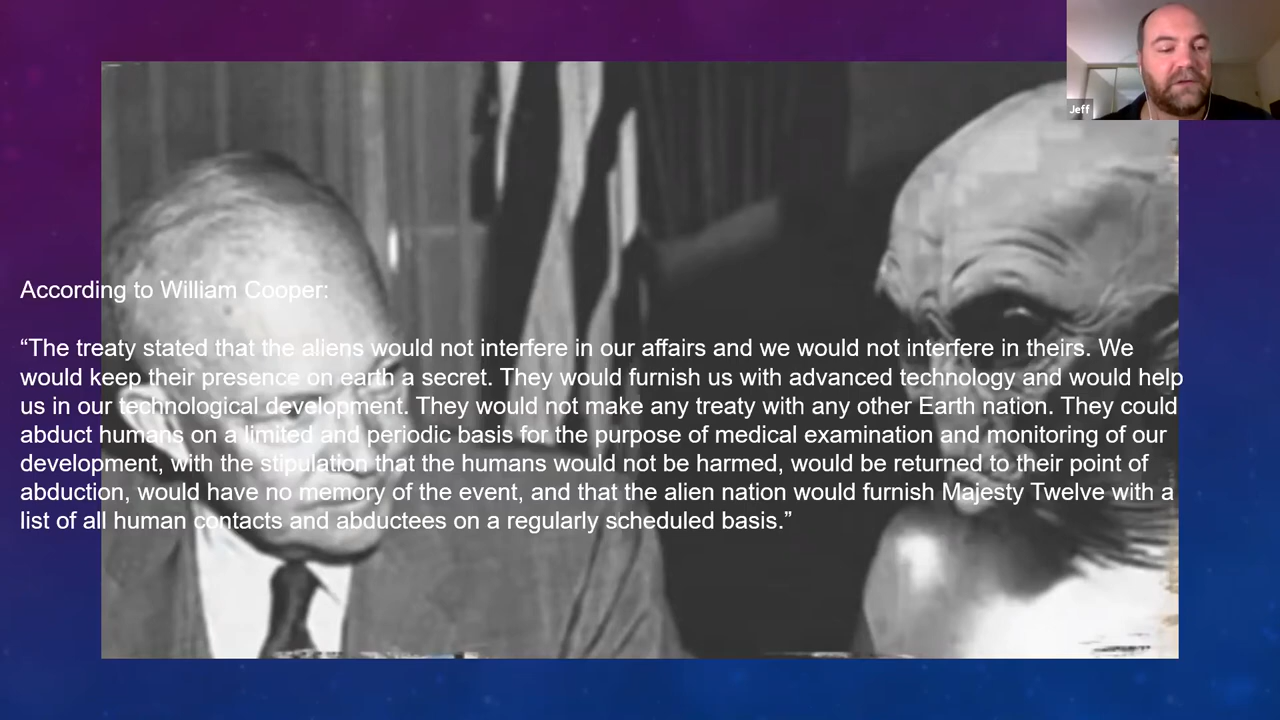 Jeff
According to William Cooper:
“The treaty stated that the aliens would not interfere in our affairs and we would not interfere in theirs. We
would keep their presence on earth a secret. They would furnish us with advanced technology and would help
us in our technological development. They would not make any treaty with any other Earth nation. They could
abduct humans on a limited and periodic basis for the purpose of medical examination and monitoring of our
development, with the stipulation that the humans would not be harmed, would be returned to their point of
abduction, would have no memory of the event, and that the alien nation would furnish Majesty Twelve with a
list of all human contacts and abductees on a regularly scheduled basis.”